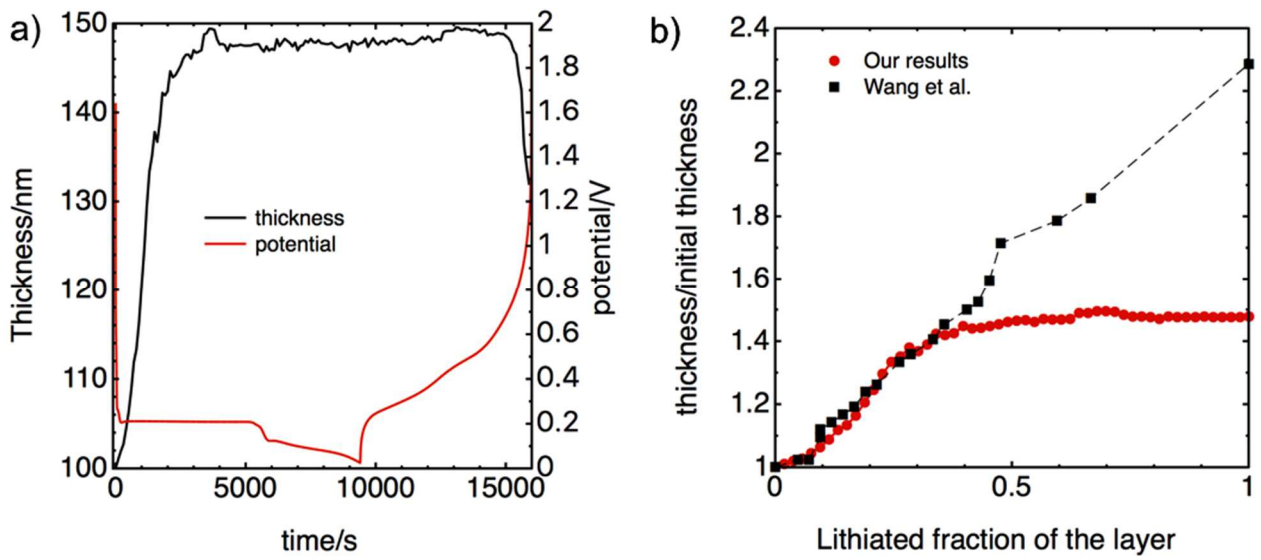 a)
Thickness/nm
150
140
130
120
110
100
0
5000
10000
15000
time/s
2
1.8
1.6
1.4
1.2
1
0.8
0.6
0.4
0.2
0
potential/V
thickness
potential
b)
thickness/initial thickness
2.4
2.2
2
1.8
1.6
1.4
1.2
1
0
0.5
1
Lithiated fraction of the layer
Our results
Wang et al.